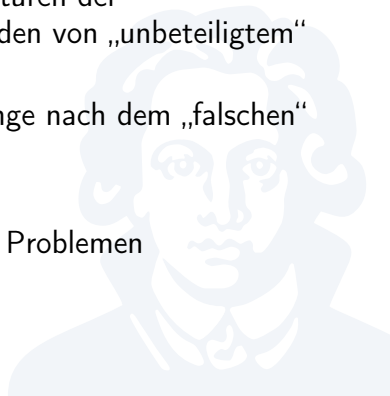 turen der
den von „unbeteiligtem“
nge nach dem „falschen“
Problemen